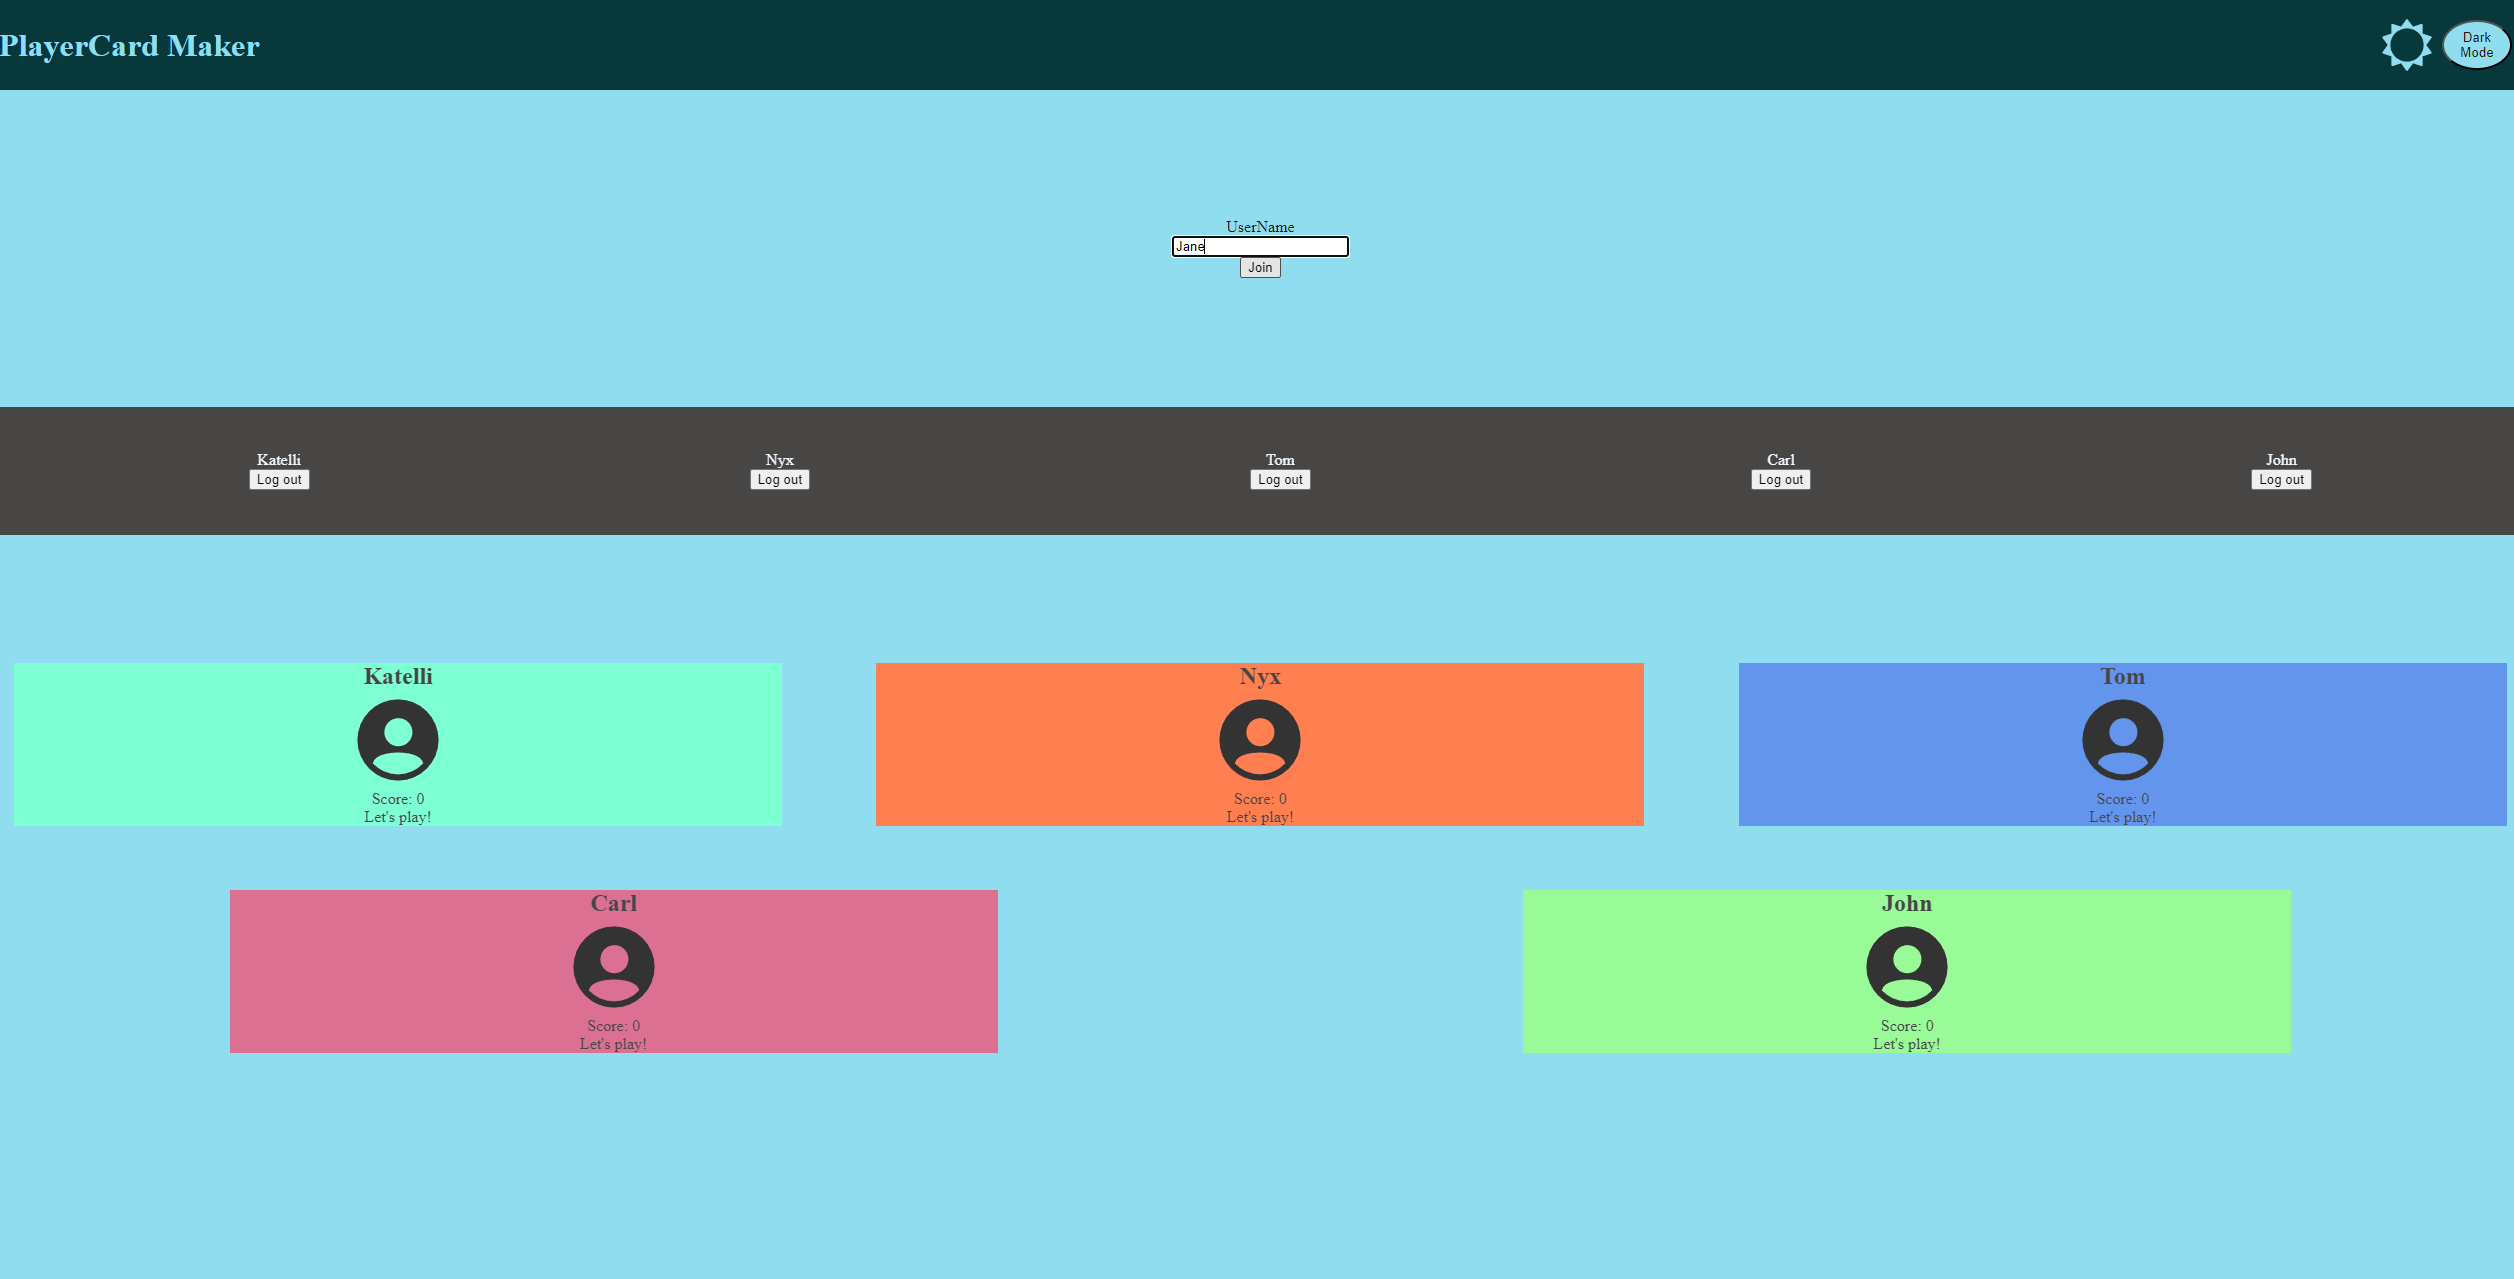 PlayerCard Maker
Dark
Mode
UserName
Jane
Join
Katelli
Log out
Nyx
Log out
Tom
Log out
Carl
Log out
John
Log out
Katelli
Score: 0
Let's play!
Nyx
Score: 0
Let's play!
Tom
Score: 0
Let's play!
Carl
Score: 0
Let's play!
John
Score: 0
Let's play!